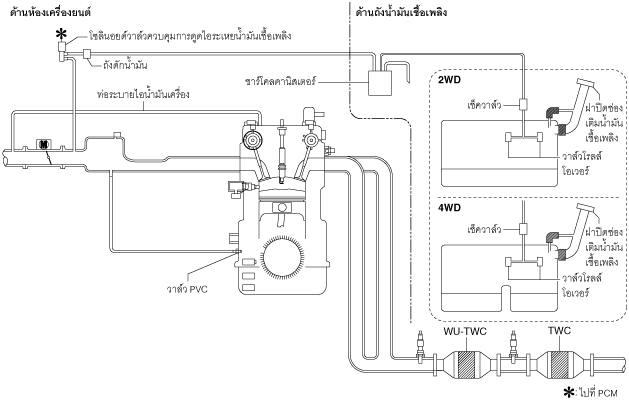 ด้านห้องเครื่องยนต์
ด้านถังน้ำมันเชื้อเพลิง
* โซลินอยด์วาล์วควบคุมการดูดไอระเหยน้ำมันเชื้อเพลิง
ถังดักน้ำมัน
ชาร์โคลคานิสเตอร์
ท่อระบายไอน้ำมันเครื่อง
M
วาล์ว PVC
2WD
เช็ควาล์ว
ฝาปิดช่อง
เติมน้ำมัน
เชื้อเพลิง
วาล์วโรลล์
โอเวอร์
4WD
เช็ควาล์ว
ฝาปิดช่อง
เติมน้ำมัน
เชื้อเพลิง
วาล์วโรลล์
โอเวอร์
WU-TWC
TWC
*: ไปที่ PCM